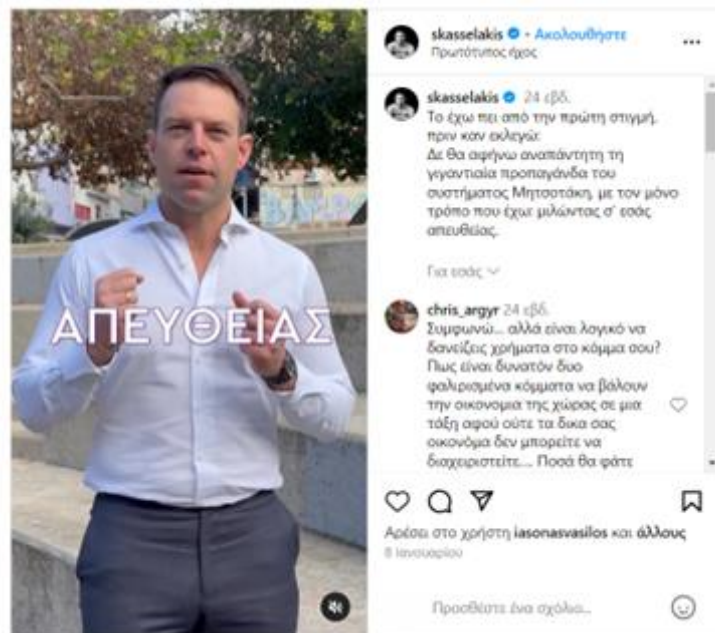 skasselakis • Ακολουθήστε
Πρωτότυπος ήχος
skasselakis 24 εβδ.
Το έχω πει από την πρώτη στιγμή,
πριν καν εκλεγώ:
Δε θα αφήνω αναπάντητη τη
γιγαντιαία προπαγάνδα του
συστήματος Μητσοτάκη, με τον μόνο
τρόπο που έχω: μιλώντας σ' εσάς
απευθείας.
Για εσάς
chris_argyr 24 εβδ.
Συμφωνώ... αλλά είναι λογικό να
δανείζεις χρήματα στο κόμμα σου?
Πως είναι δυνατόν δυο
φαλιρισμένα κόμματα να βάλουν
την οικονομια της χώρας σε μια
τάξη αφού ούτε τα δικα σας
οικονόμα δεν μπορείτε να
διαχειριστείτε.... Ποσά θα φάτε
ΑΠΕΥΘΕΙΑΣ
Αρέσει στο χρήστη iasonasvasilos και άλλους
8 Ιανουαρίου
Προσθέστε ένα σχόλιο...